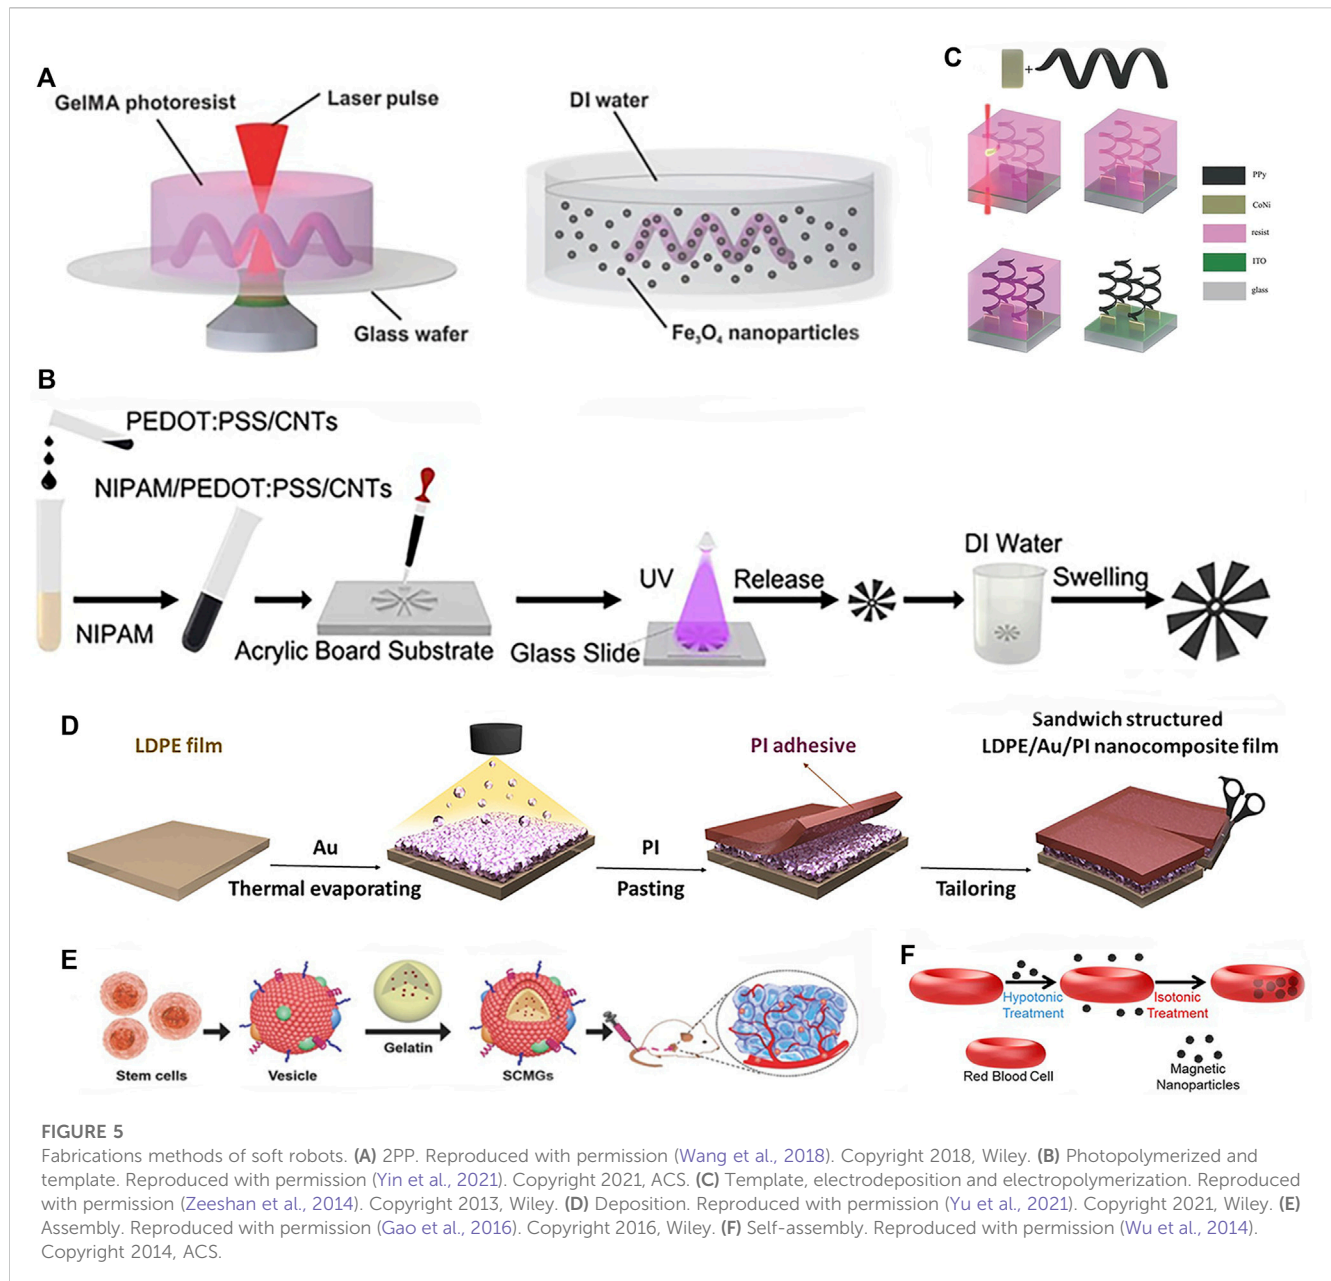 A
GelMA photoresist
Laser pulse
Glass wafer
DI water
Fe₃O₄ nanoparticles
C
+
PPy
CoNi
resist
ITO
glass
B
PEDOT:PSS/CNTs
NIPAM/PEDOT:PSS/CNTs
NIPAM
Acrylic Board Substrate
UV
Glass Slide
Release
DI Water
Swelling
D
LDPE film
Au
Thermal evaporating
PI
Pasting
PI adhesive
Tailoring
Sandwich structured
LDPE/Au/PI nanocomposite film
E
Stem cells
Vesicle
Gelatin
SCMGs
F
Hypotonic
Treatment
Isotonic
Treatment
Red Blood Cell
Magnetic
Nanoparticles
FIGURE 5
Fabrications methods of soft robots. (A) 2PP. Reproduced with permission (Wang et al., 2018). Copyright 2018, Wiley. (B) Photopolymerized and
template. Reproduced with permission (Yin et al., 2021). Copyright 2021, ACS. (C) Template, electrodeposition and electropolymerization. Reproduced
with permission (Zeeshan et al., 2014). Copyright 2013, Wiley. (D) Deposition. Reproduced with permission (Yu et al., 2021). Copyright 2021, Wiley. (E)
Assembly. Reproduced with permission (Gao et al., 2016). Copyright 2016, Wiley. (F) Self-assembly. Reproduced with permission (Wu et al., 2014).
Copyright 2014, ACS.